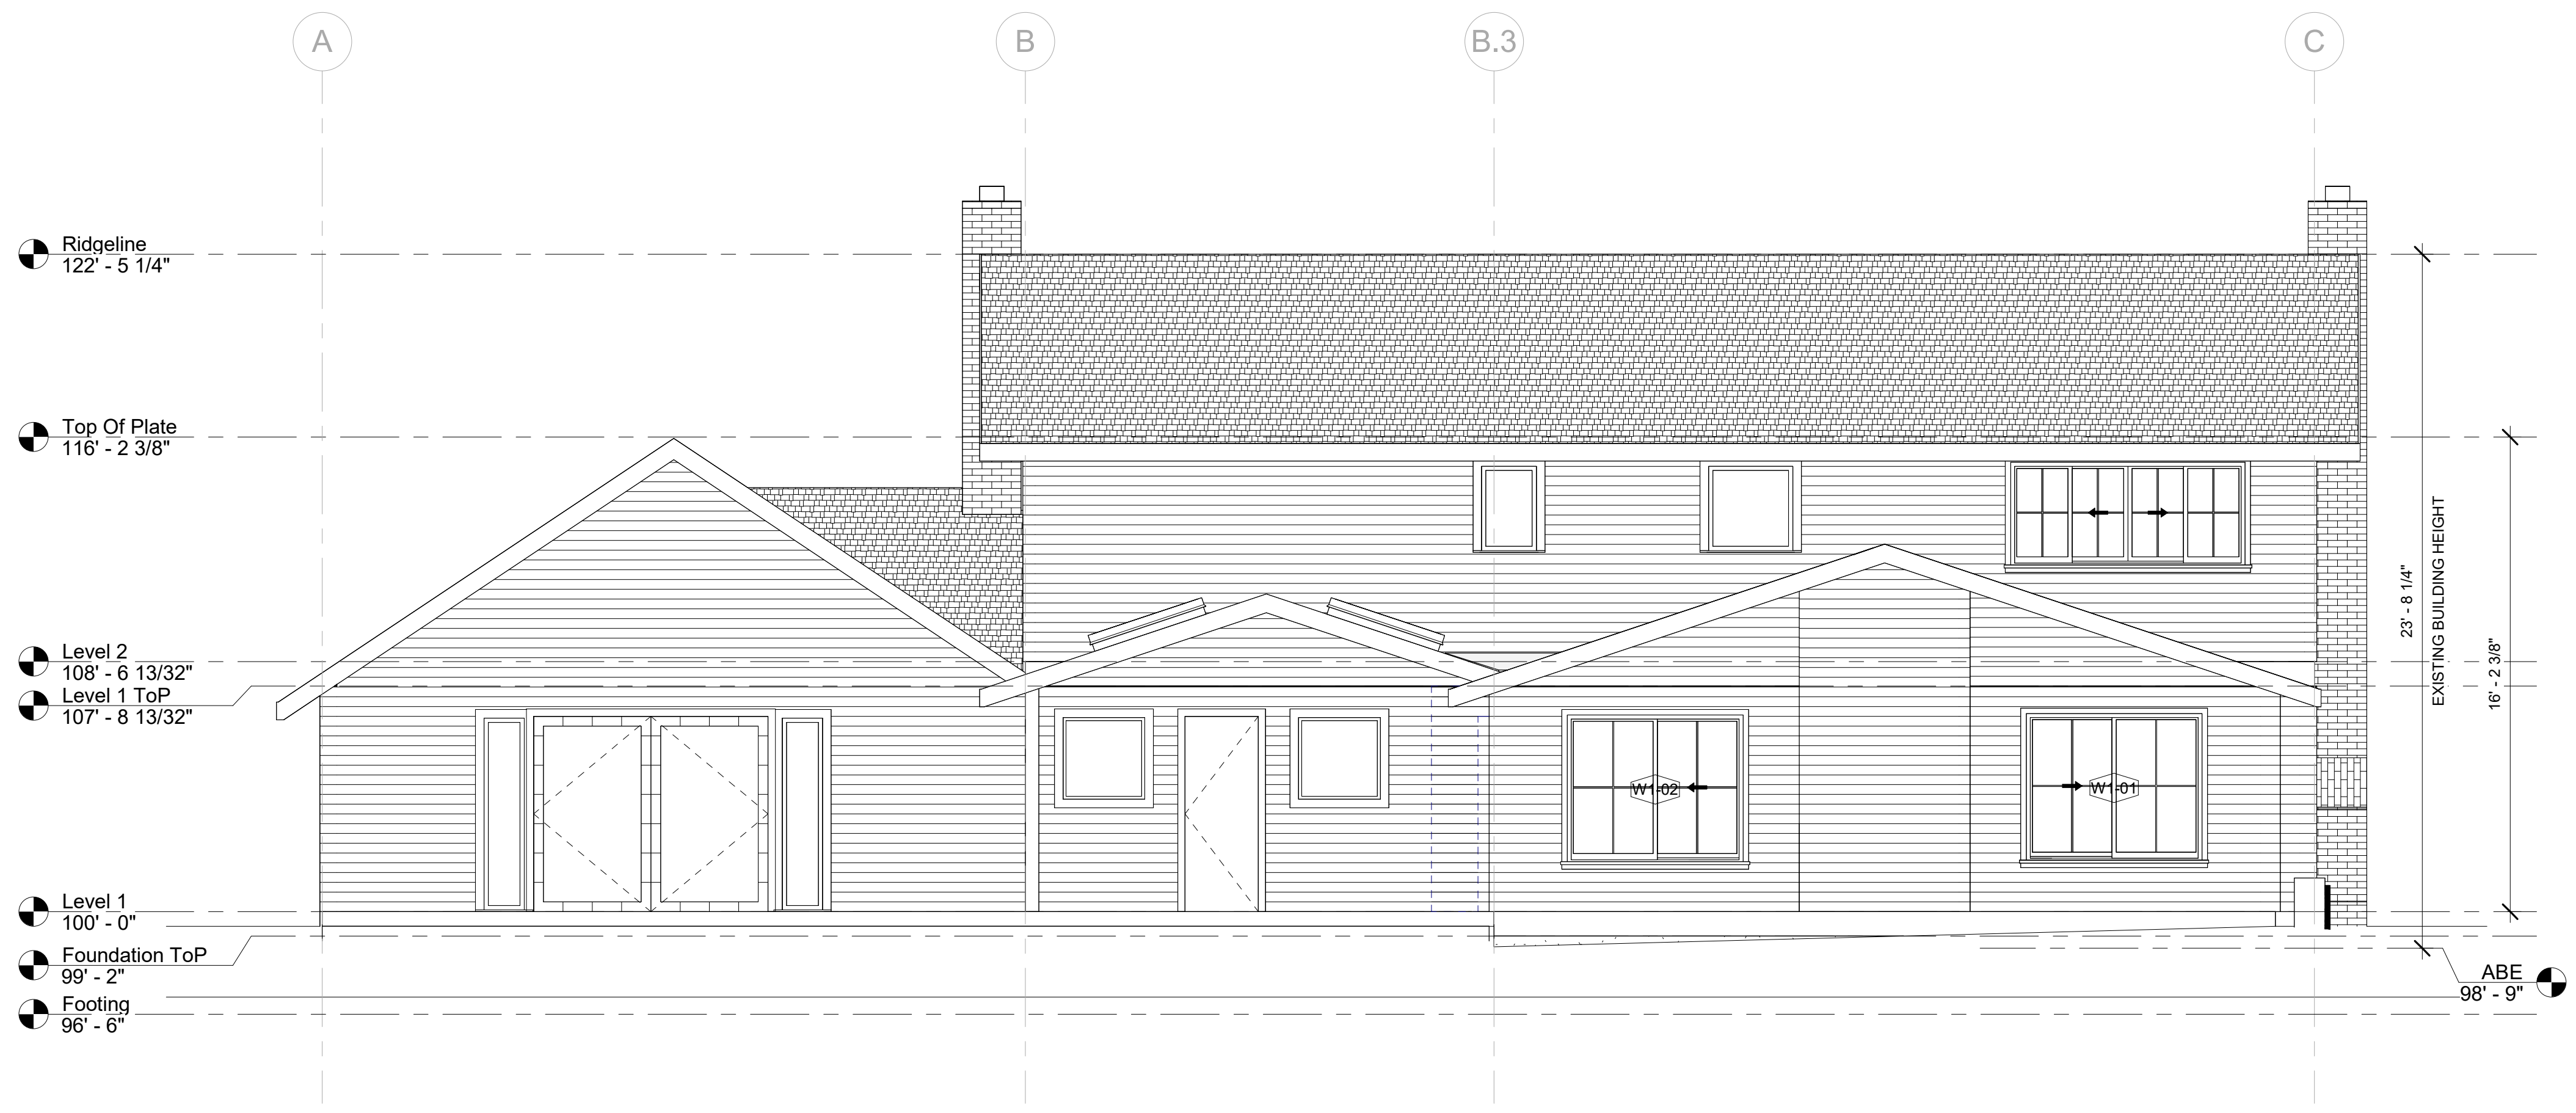 A
B
B.3
C
Ridgeline
122' - 5 1/4"
Top Of Plate
116' - 2 3/8"
Level 2
108' - 6 13/32"
Level 1 ToP
107' - 8 13/32"
Level 1
100' - 0"
Foundation ToP
99' - 2"
Footing
96' - 6"
W1-02
W1-01
23' - 8 1/4"
EXISTING BUILDING HEIGHT
16' - 2 3/8"
ABE
98' - 9"